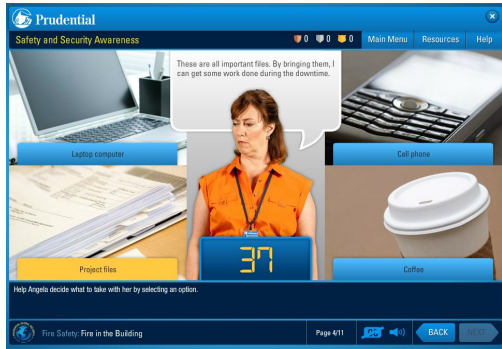 Prudential
Safety and Security Awareness
0 0 0
Main Menu
Resources
Help
These are all important files. By bringing them, I
can get some work done during the downtime.
Laptop computer
Cell phone
37
Project files
Coffee
Help Angela decide what to take with her by selecting an option.
Fire Safety: Fire in the Building
Page 4/11
CC
BACK
NEXT